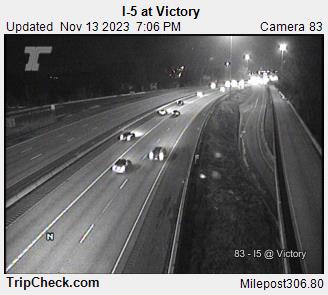 I-5 at Victory
Updated  Nov 13 2023  7:06 PM    Camera 83
T
N
83 - I5 @ Victory
TripCheck.com    Milepost306.80